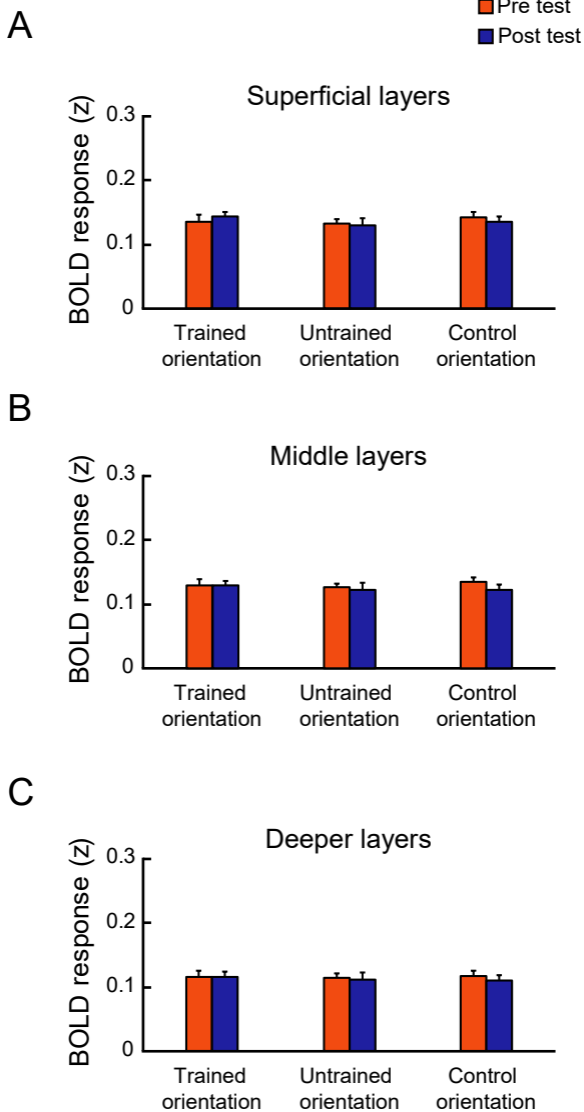 A
Pre test
Post test
Superficial layers
BOLD response (z)
0.3
0.2
0.1
0
Trained
orientation
Untrained
orientation
Control
orientation
B
Middle layers
BOLD response (z)
0.3
0.2
0.1
0
Trained
orientation
Untrained
orientation
Control
orientation
C
Deeper layers
BOLD response (z)
0.3
0.2
0.1
0
Trained
orientation
Untrained
orientation
Control
orientation